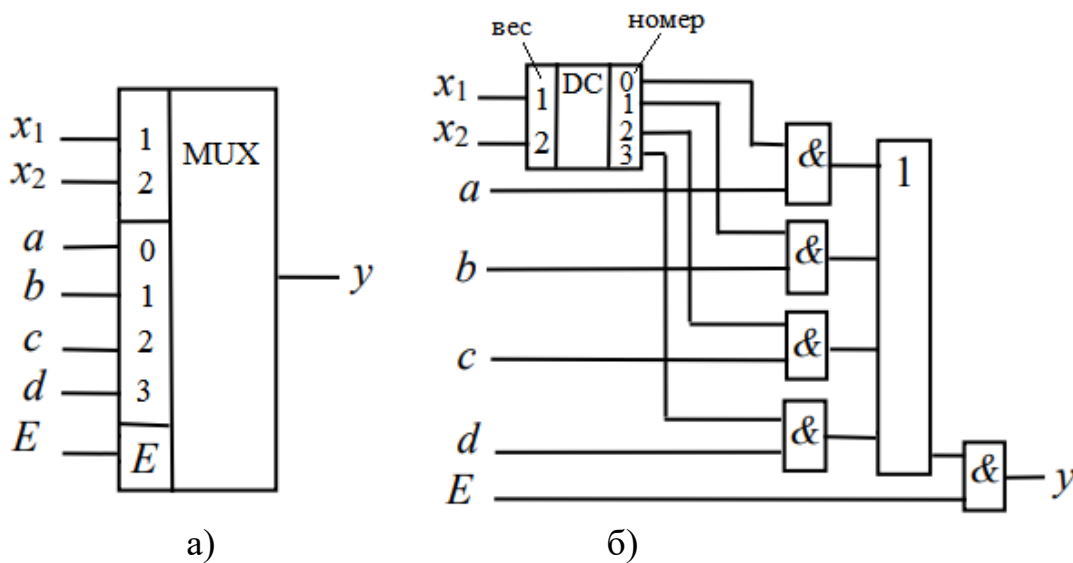 x₁ 1 MUX
x₂ 2
a 0
b 1
c 2
d 3
E E
y
а)
вес номер
x₁ 1 DC 0
1
x₂ 2 2
3
a & 1
b &
c &
d &
E & y
б)